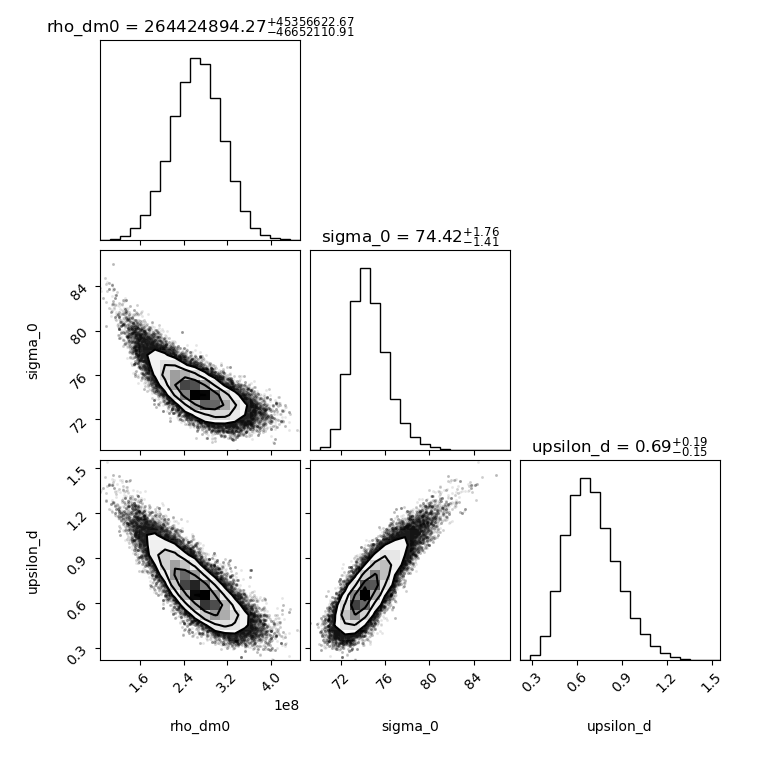 rho_dm0 = 264424894.27+45356622.67−46652110.91
sigma_0 = 74.42+1.76−1.41
84
80
76
72
sigma_0
upsilon_d = 0.69+0.19−0.15
1.5
1.2
0.9
0.6
0.3
upsilon_d
1.6 2.4 3.2 4.0
72 76 80 84
0.3 0.6 0.9 1.2 1.5
1e8
rho_dm0 sigma_0 upsilon_d